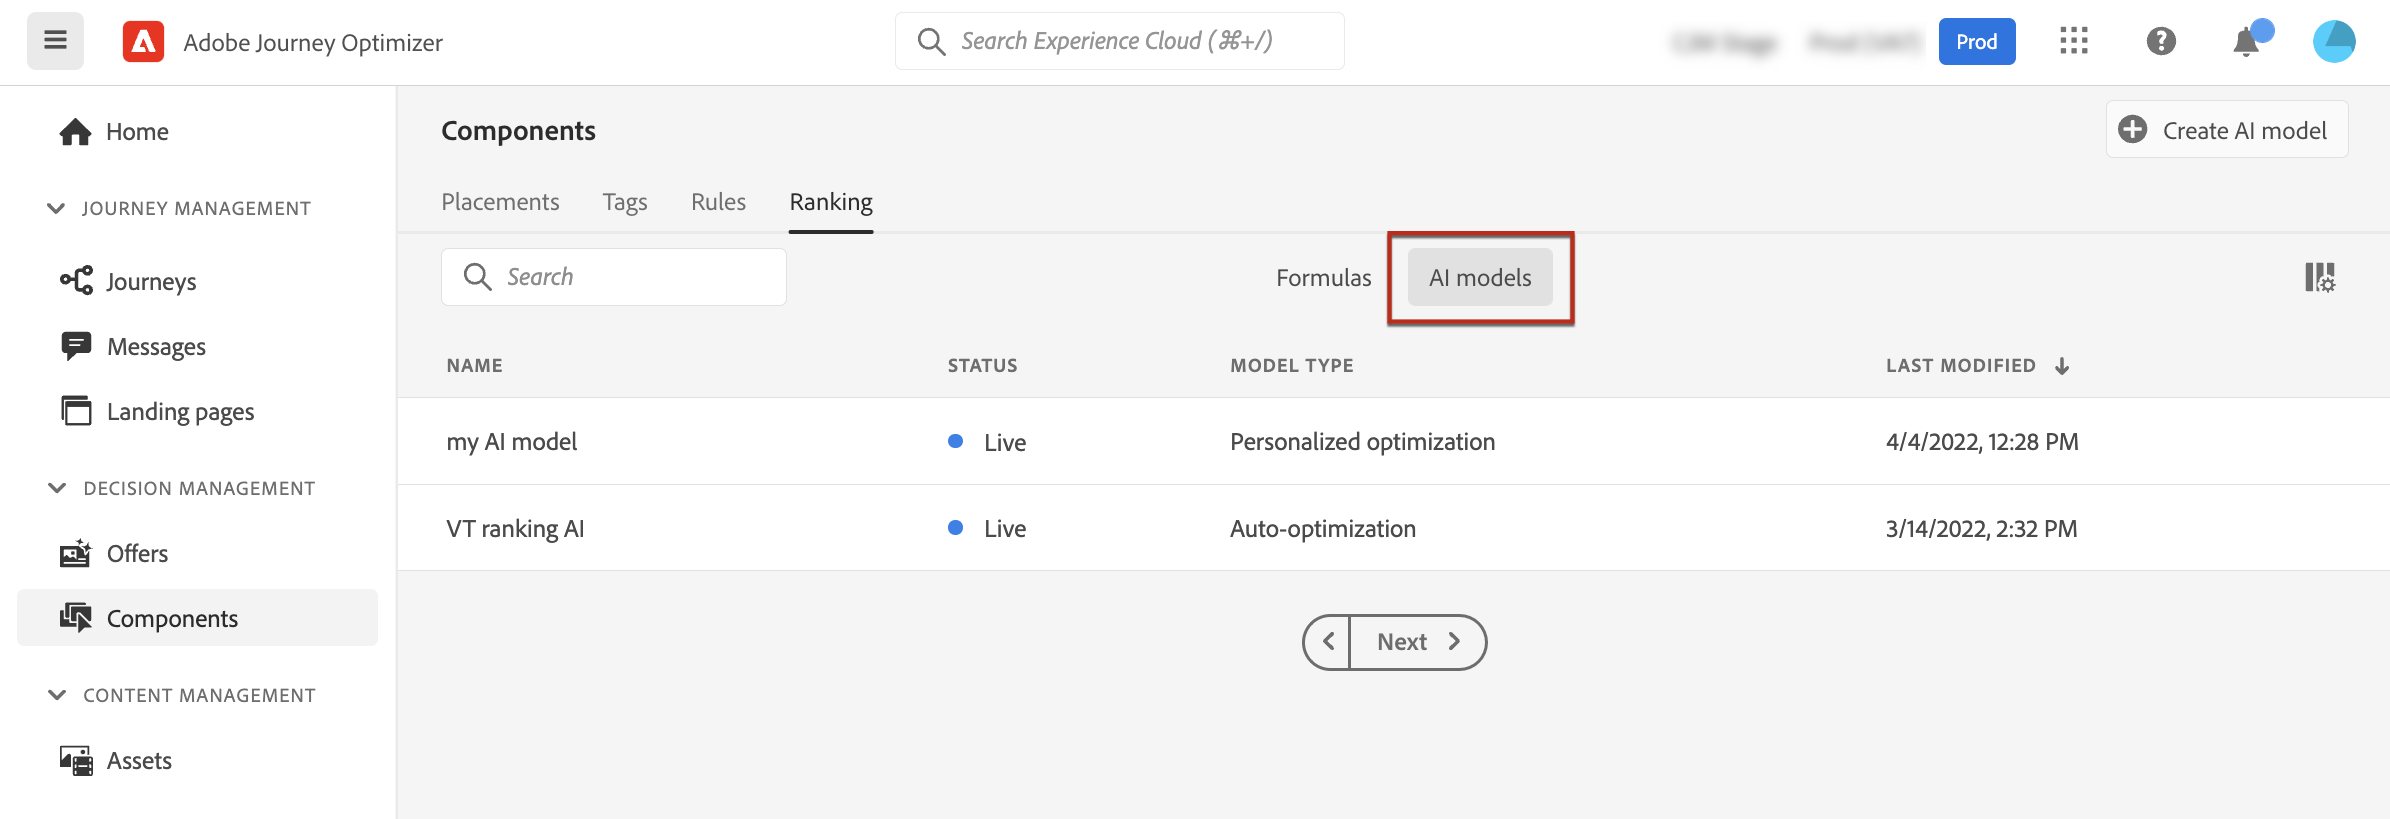 Adobe Journey Optimizer
Search Experience Cloud (⌘+/)
Prod
Home
JOURNEY MANAGEMENT
Journeys
Messages
Landing pages
DECISION MANAGEMENT
Offers
Components
CONTENT MANAGEMENT
Assets
Components
Create AI model
Placements Tags Rules Ranking
Search
Formulas AI models
NAME STATUS MODEL TYPE LAST MODIFIED
my AI model Live Personalized optimization 4/4/2022, 12:28 PM
VT ranking AI Live Auto-optimization 3/14/2022, 2:32 PM
Next